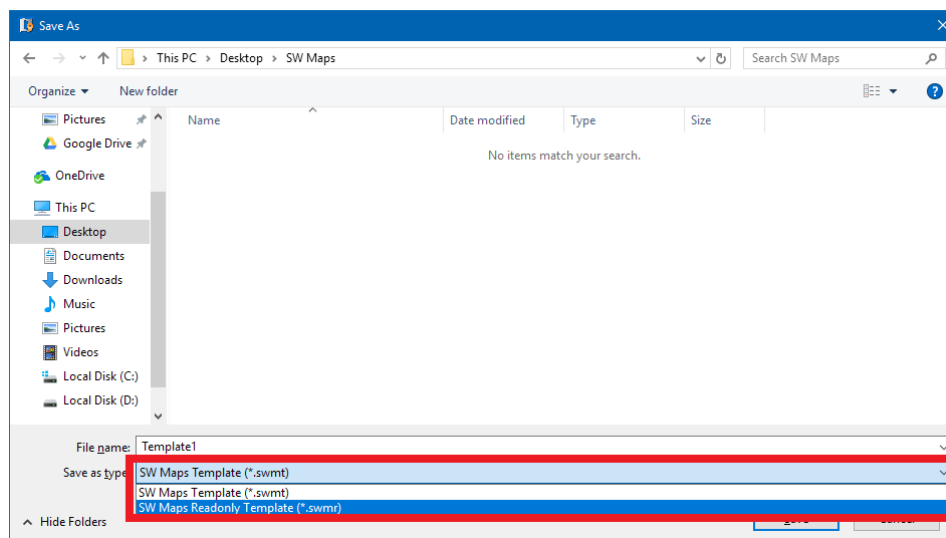 Save As
This PC > Desktop > SW Maps
Search SW Maps
Organize
New folder
Pictures
Google Drive
OneDrive
This PC
Desktop
Documents
Downloads
Music
Pictures
Videos
Local Disk (C:)
Local Disk (D:)
Name
Date modified
Type
Size
No items match your search.
File name: Template1
Save as type SW Maps Template (*.swmt)
SW Maps Template (*.swmt)
SW Maps Readonly Template (*.swmr)
Hide Folders